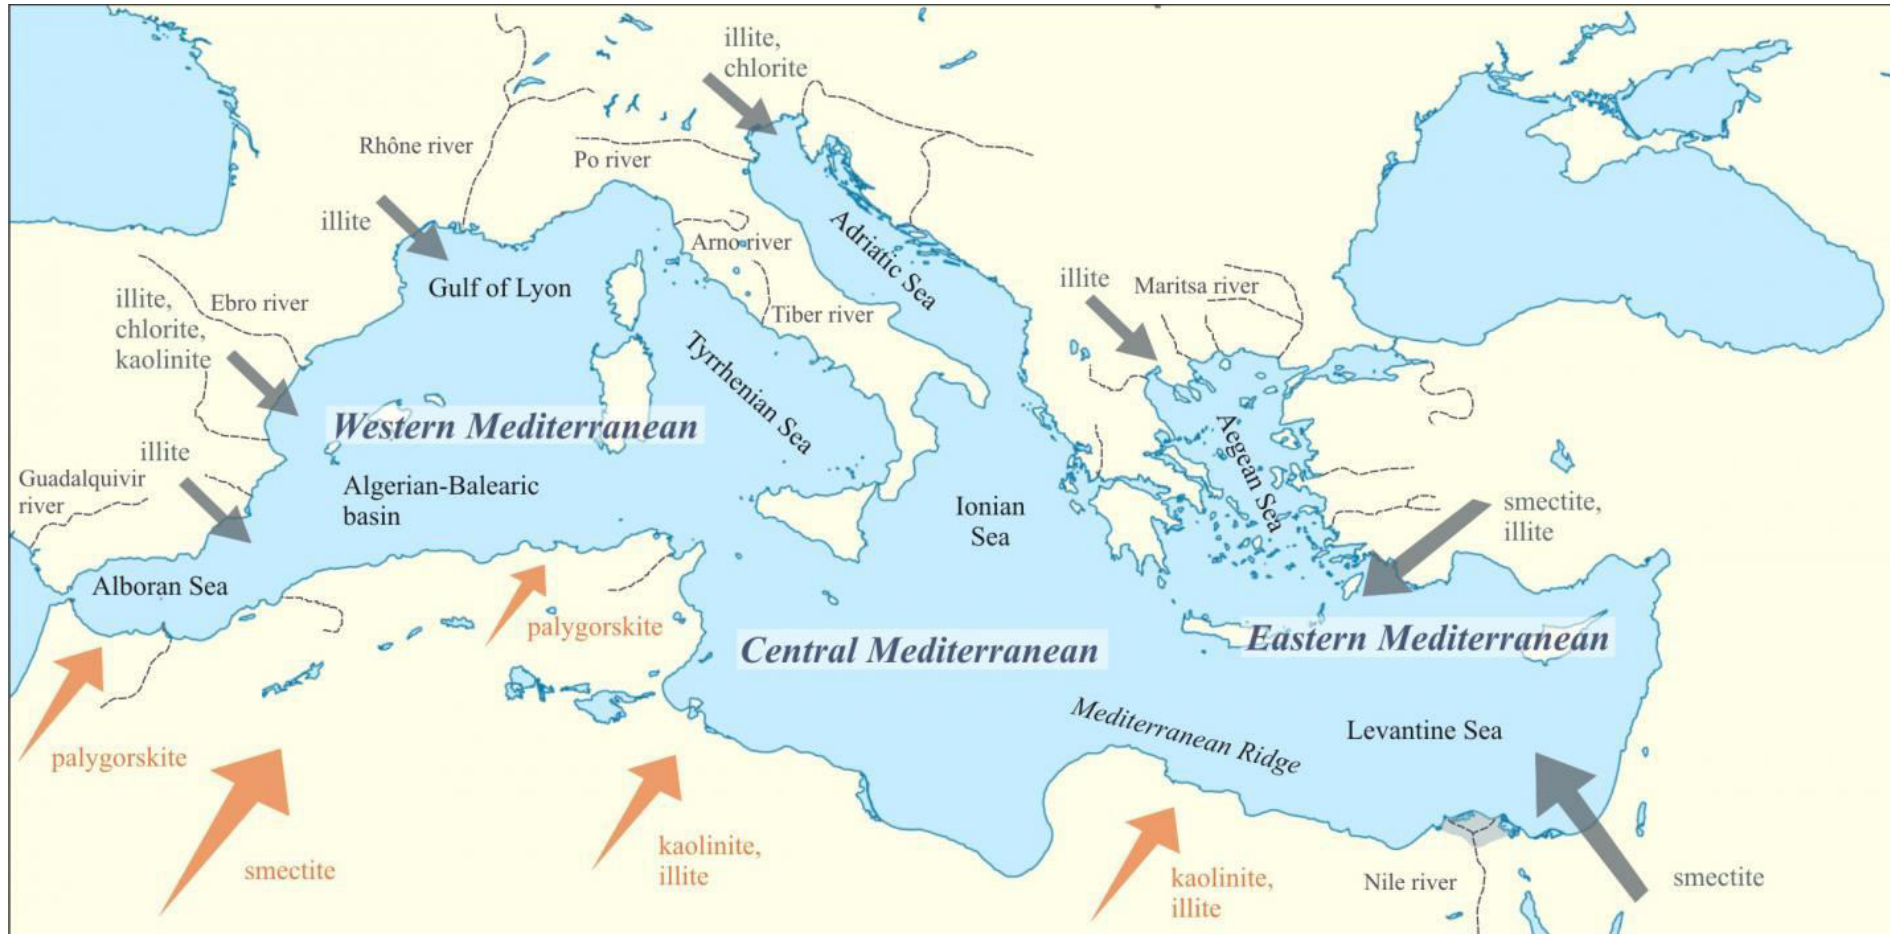 illite,
chlorite
Rhône river
Po river
illite
Arno river
Adriatic Sea
Gulf of Lyon
illite
Maritsa river
illite,
chlorite,
kaolinite
Ebro river
Tiber river
Tyrrhenian Sea
Western Mediterranean
Aegean Sea
illite
Guadalquivir
river
Algerian-Balearic
basin
Ionian
Sea
smectite,
illite
Alboran Sea
palygorskite
Central Mediterranean
Eastern Mediterranean
Mediterranean Ridge
Levantine Sea
palygorskite
smectite
kaolinite,
illite
kaolinite,
illite
Nile river
smectite